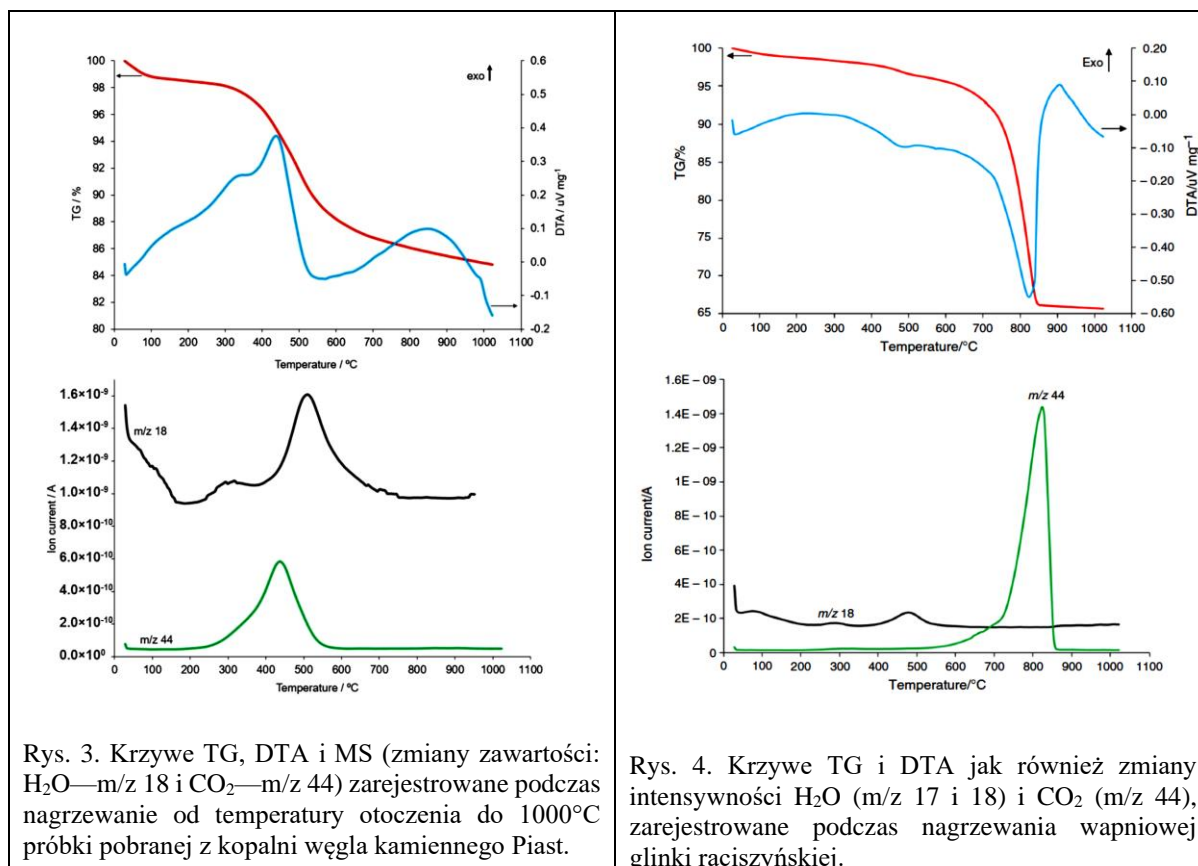 100
98
96
94
92
90
88
86
84
82
80
TG / %
exo
0.6
0.5
0.4
0.3
0.2
0.1
0.0
-0.1
-0.2
DTA / uV mg⁻¹
0 100 200 300 400 500 600 700 800 900 1000 1100
Temperature / ºC
1.6×10⁻⁹
1.4×10⁻⁹
1.2×10⁻⁹
1.0×10⁻⁹
8.0×10⁻¹⁰
6.0×10⁻¹⁰
4.0×10⁻¹⁰
2.0×10⁻¹⁰
0.0×10⁰
Ion current / A
m/z 18
m/z 44
0 100 200 300 400 500 600 700 800 900 1000 1100
Temperature / ºC
Rys. 3. Krzywe TG, DTA i MS (zmiany zawartości:
H₂O—m/z 18 i CO₂—m/z 44) zarejestrowane podczas
nagrzewanie od temperatury otoczenia do 1000°C
próbki pobranej z kopalni węgla kamiennego Piast.
100
95
90
85
80
75
70
65
TG/%
Exo
0.20
0.10
0.00
−0.10
−0.20
−0.30
−0.40
−0.50
−0.60
DTA/uV mg⁻¹
0 100 200 300 400 500 600 700 800 900 1000 1100
Temperature/°C
1.6E − 09
1.4E − 09
1.2E − 09
1E − 09
8E − 10
6E − 10
4E − 10
2E − 10
0
Ion current/A
m/z 44
m/z 18
0 100 200 300 400 500 600 700 800 900 1000 1100
Temperature/°C
Rys. 4. Krzywe TG i DTA jak również zmiany
intensywności H₂O (m/z 17 i 18) i CO₂ (m/z 44),
zarejestrowane podczas nagrzewania wapniowej
glinki raciszyńskiej.